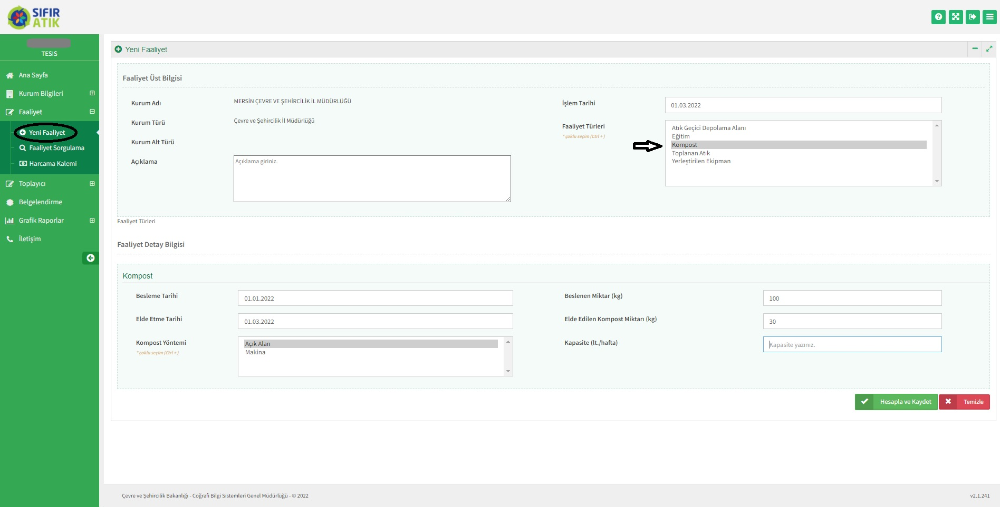 SIFIR
ATIK
TESIS
Ana Sayfa
Kurum Bilgileri
Faaliyet
Yeni Faaliyet
Faaliyet Sorgulama
Harcama Kalemi
Toplayıcı
Belgelendirme
Grafik Raporlar
İletişim
Yeni Faaliyet
Faaliyet Üst Bilgisi
Kurum Adı MERSİN ÇEVRE VE ŞEHİRCİLİK İL MÜDÜRLÜĞÜ
Kurum Türü Çevre ve Şehircilik İl Müdürlüğü
Kurum Alt Türü
Açıklama Açıklama giriniz.
İşlem Tarihi 01.03.2022
Faaliyet Türleri
* çoklu seçim (Ctrl + )
Atık Geçici Depolama Alanı
Eğitim
Kompost
Toplanan Atık
Yerleştirilen Ekipman
Faaliyet Türleri
Faaliyet Detay Bilgisi
Kompost
Besleme Tarihi 01.01.2022
Beslenen Miktar (kg) 100
Elde Etme Tarihi 01.03.2022
Elde Edilen Kompost Miktarı (kg) 30
Kompost Yöntemi
* çoklu seçim (Ctrl + )
Açık Alan
Makina
Kapasite (lt./hafta) Kapasite yazınız.
Hesapla ve Kaydet Temizle
Çevre ve Şehircilik Bakanlığı - Coğrafi Bilgi Sistemleri Genel Müdürlüğü - © 2022 v2.1.241